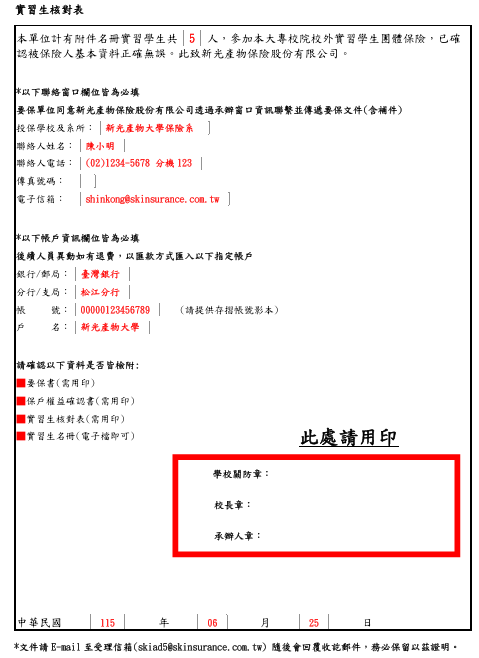 實習生核對表
本單位計有附件名冊實習學生共 5 人，參加本大專校院校外實習學生團體保險，已確
認被保險人基本資料正確無誤。此致新光產物保險股份有限公司。
*以下聯絡窗口欄位皆為必填
要保單位同意新光產物保險股份有限公司透過承辦窗口資訊聯繫並傳遞要保文件(含補件)
投保學校及系所： 新光產物大學保險系
聯絡人姓名： 陳小明
聯絡人電話： (02)1234-5678 分機 123
傳真號碼：
電子信箱： shinkong@skinsurance.com.tw
*以下帳戶資訊欄位皆為必填
後續人員異動如有退費，以匯款方式匯入以下指定帳戶
銀行/郵局： 臺灣銀行
分行/支局： 松江分行
帳 號： 00000123456789 (請提供存摺帳號影本)
戶 名： 新光產物大學
請確認以下資料是否皆檢附:
■要保書(需用印)
■保戶權益確認書(需用印)
■實習生核對表(需用印)
■實習生名冊(電子檔即可)
此處請用印
學校關防章：
校長章：
承辦人章：
中華民國 115 年 06 月 25 日
*文件請 E-mail 至受理信箱(skiad5@skinsurance.com.tw) 隨後會回覆收訖郵件，務必保留以茲證明。